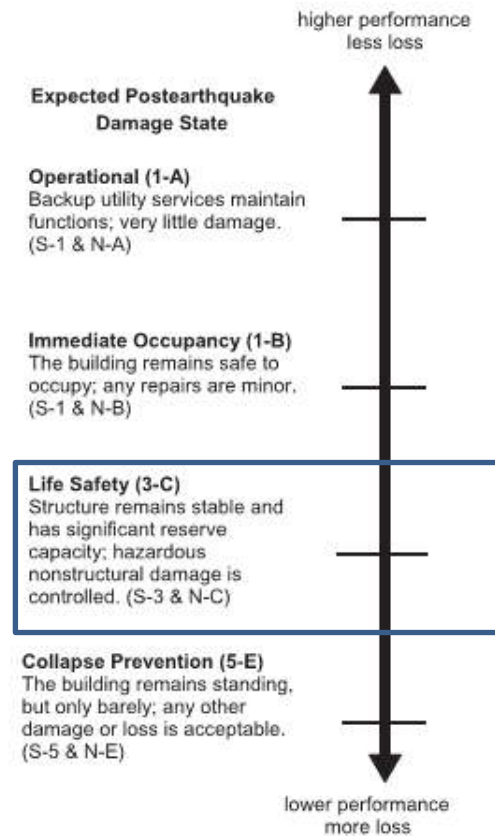 higher performance
less loss
Expected Postearthquake
Damage State
Operational (1-A)
Backup utility services maintain
functions; very little damage.
(S-1 & N-A)
Immediate Occupancy (1-B)
The building remains safe to
occupy; any repairs are minor.
(S-1 & N-B)
Life Safety (3-C)
Structure remains stable and
has significant reserve
capacity; hazardous
nonstructural damage is
controlled. (S-3 & N-C)
Collapse Prevention (5-E)
The building remains standing,
but only barely; any other
damage or loss is acceptable.
(S-5 & N-E)
lower performance
more loss